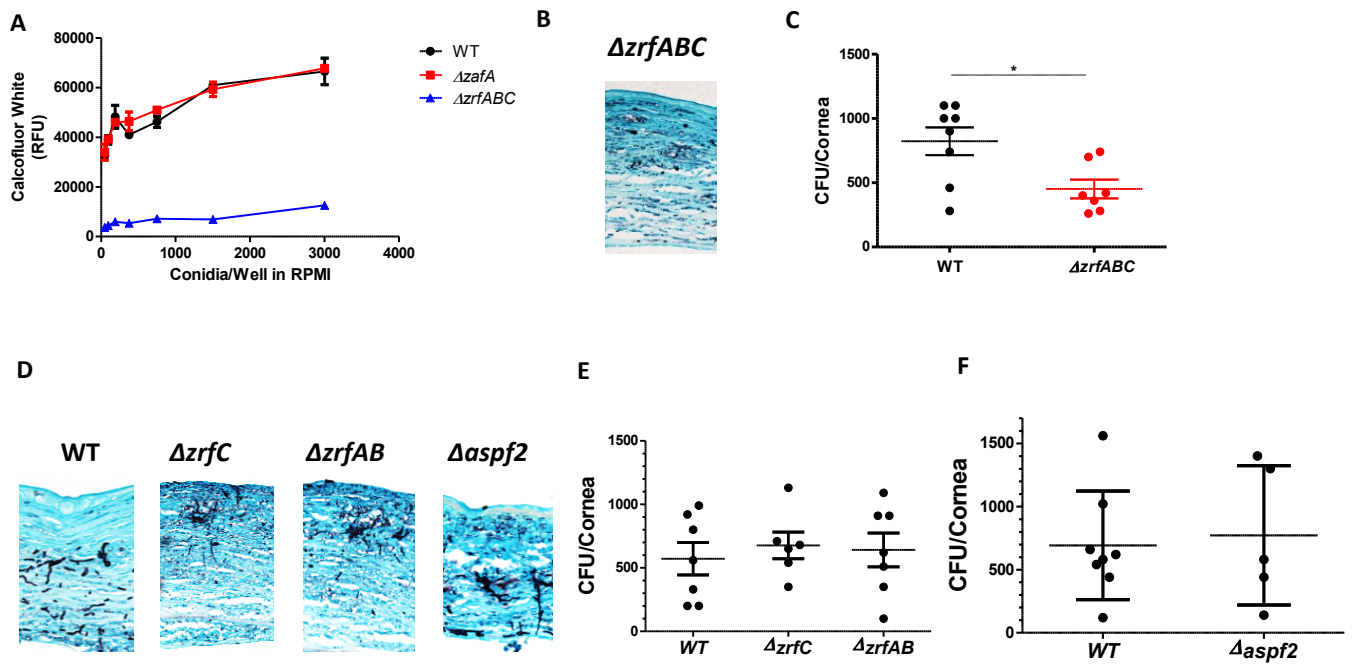 A
80000
60000
40000
20000
0
Calcofluor White
(RFU)
0 1000 2000 3000 4000
Conidia/Well in RPMI
WT
ΔzafA
ΔzrfABC
B
ΔzrfABC
C
1500
1000
500
0
CFU/Cornea
*
WT ΔzrfABC
D
WT ΔzrfC ΔzrfAB Δaspf2
E
1500
1000
500
0
CFU/Cornea
WT ΔzrfC ΔzrfAB
F
1500
1000
500
0
CFU/Cornea
WT Δaspf2